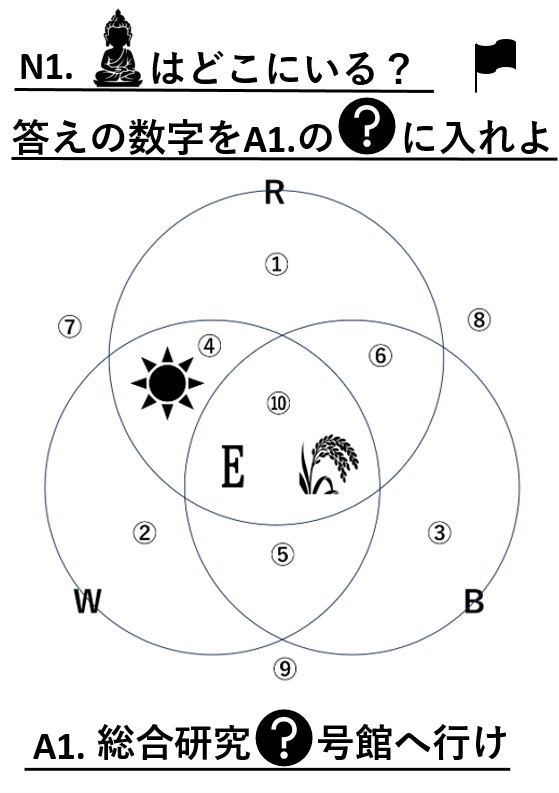 N1. はどこにいる？
答えの数字をA1.の?に入れよ
R
①
⑦
⑧
④
⑥
⑩
E
②
③
⑤
W
B
⑨
A1. 総合研究?号館へ行け